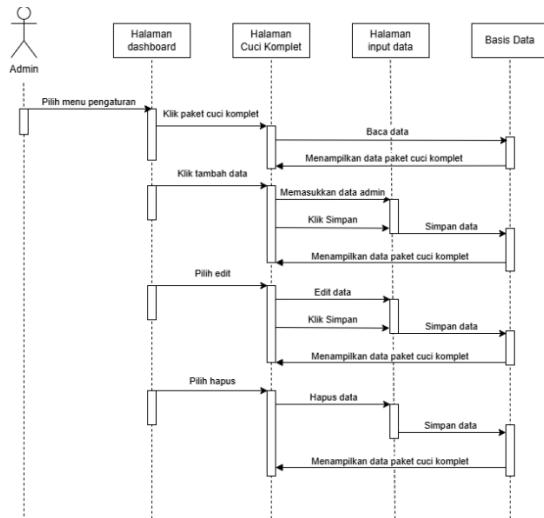 Halaman
dashboard
Halaman
Cuci Komplet
Halaman
input data
Basis Data
Admin
Pilih menu pengaturan
Klik paket cuci komplet
Baca data
Menampilkan data paket cuci komplet
Klik tambah data
Memasukkan data admin
Klik Simpan
Simpan data
Menampilkan data paket cuci komplet
Pilih edit
Edit data
Klik Simpan
Simpan data
Menampilkan data paket cuci komplet
Pilih hapus
Hapus data
Simpan data
Menampilkan data paket cuci komplet